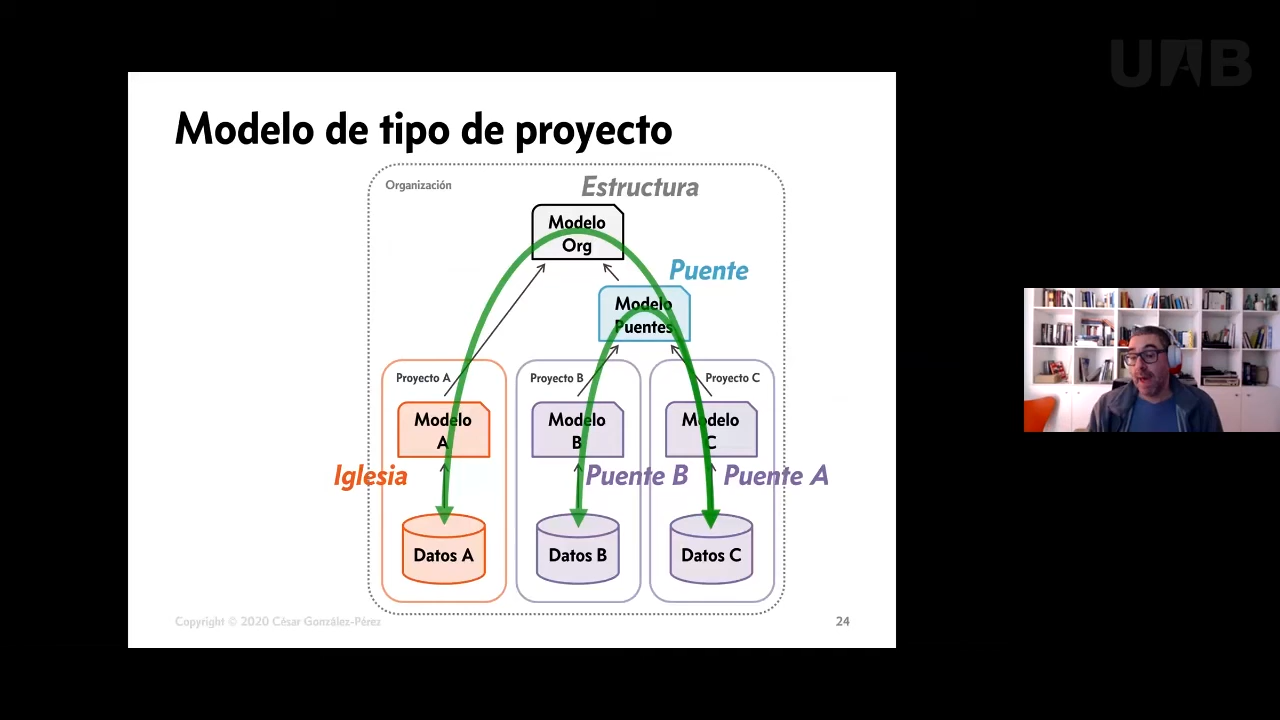 UAB
Modelo de tipo de proyecto
Organización
Estructura
Modelo
Org
Puente
Modelo
Puentes
Proyecto A
Proyecto B
Proyecto C
Modelo
A
Modelo
B
Modelo
C
Iglesia
Puente B
Puente A
Datos A
Datos B
Datos C
Copyright © 2020 César González-Pérez
24